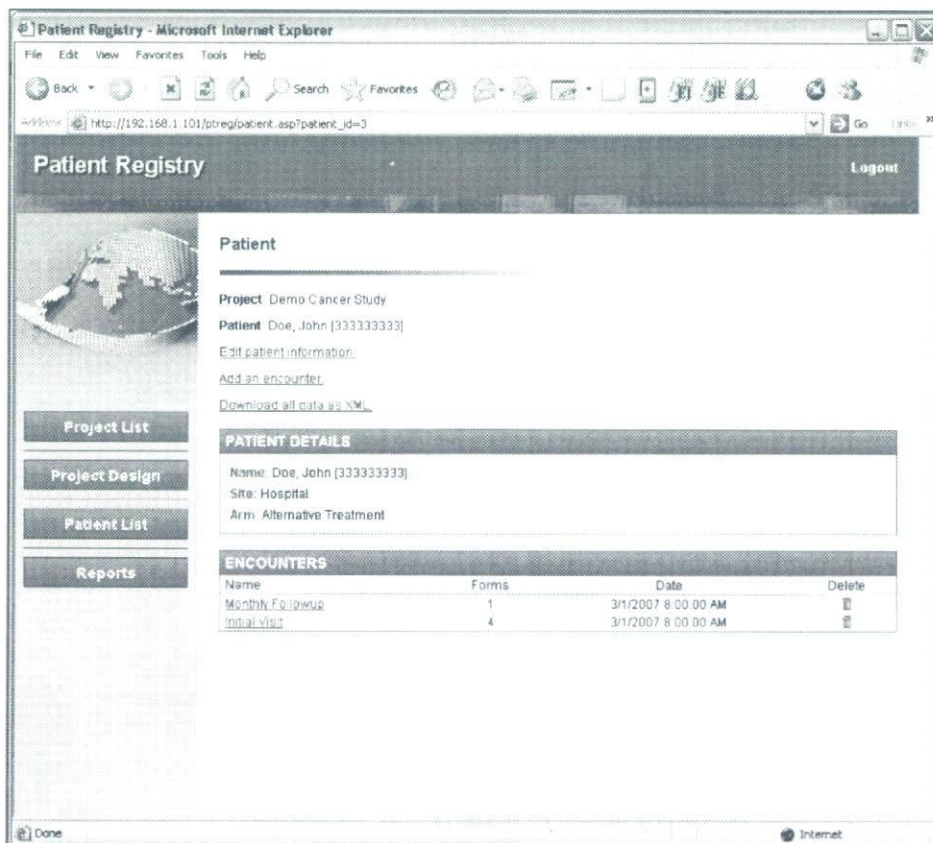 Patient Registry - Microsoft Internet Explorer
File Edit View Favorites Tools Help
Back Search Favorites
Address http://192.168.1.101/ptreg/patient.asp?patient_id=3 Go Links »
Patient Registry Logout
Patient
Project: Demo Cancer Study
Patient: Doe, John [333333333]
Edit patient information.
Add an encounter.
Download all data as XML.
Project List
Project Design
Patient List
Reports
PATIENT DETAILS
Name: Doe, John [333333333]
Site: Hospital
Arm: Alternative Treatment
ENCOUNTERS
Name Forms Date Delete
Monthly Followup 1 3/1/2007 8:00:00 AM
Initial Visit 4 3/1/2007 8:00:00 AM
Done Internet